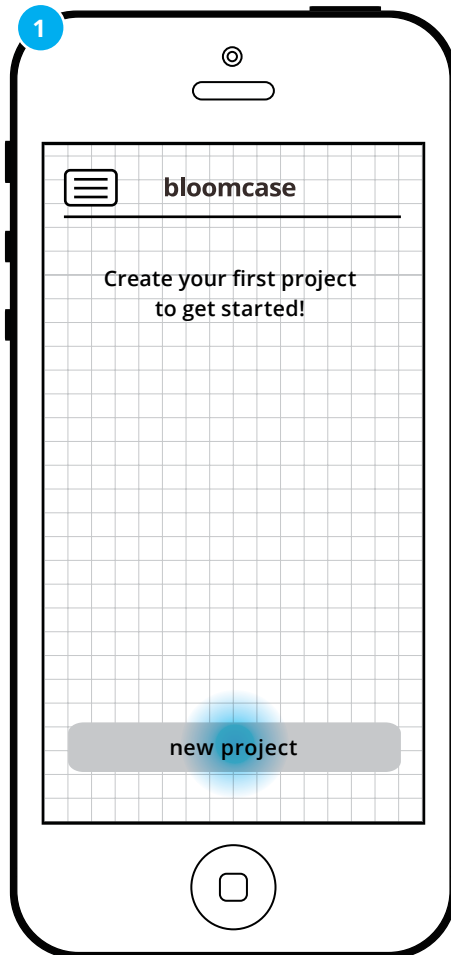 1
bloomcase
Create your first project
to get started!
new project